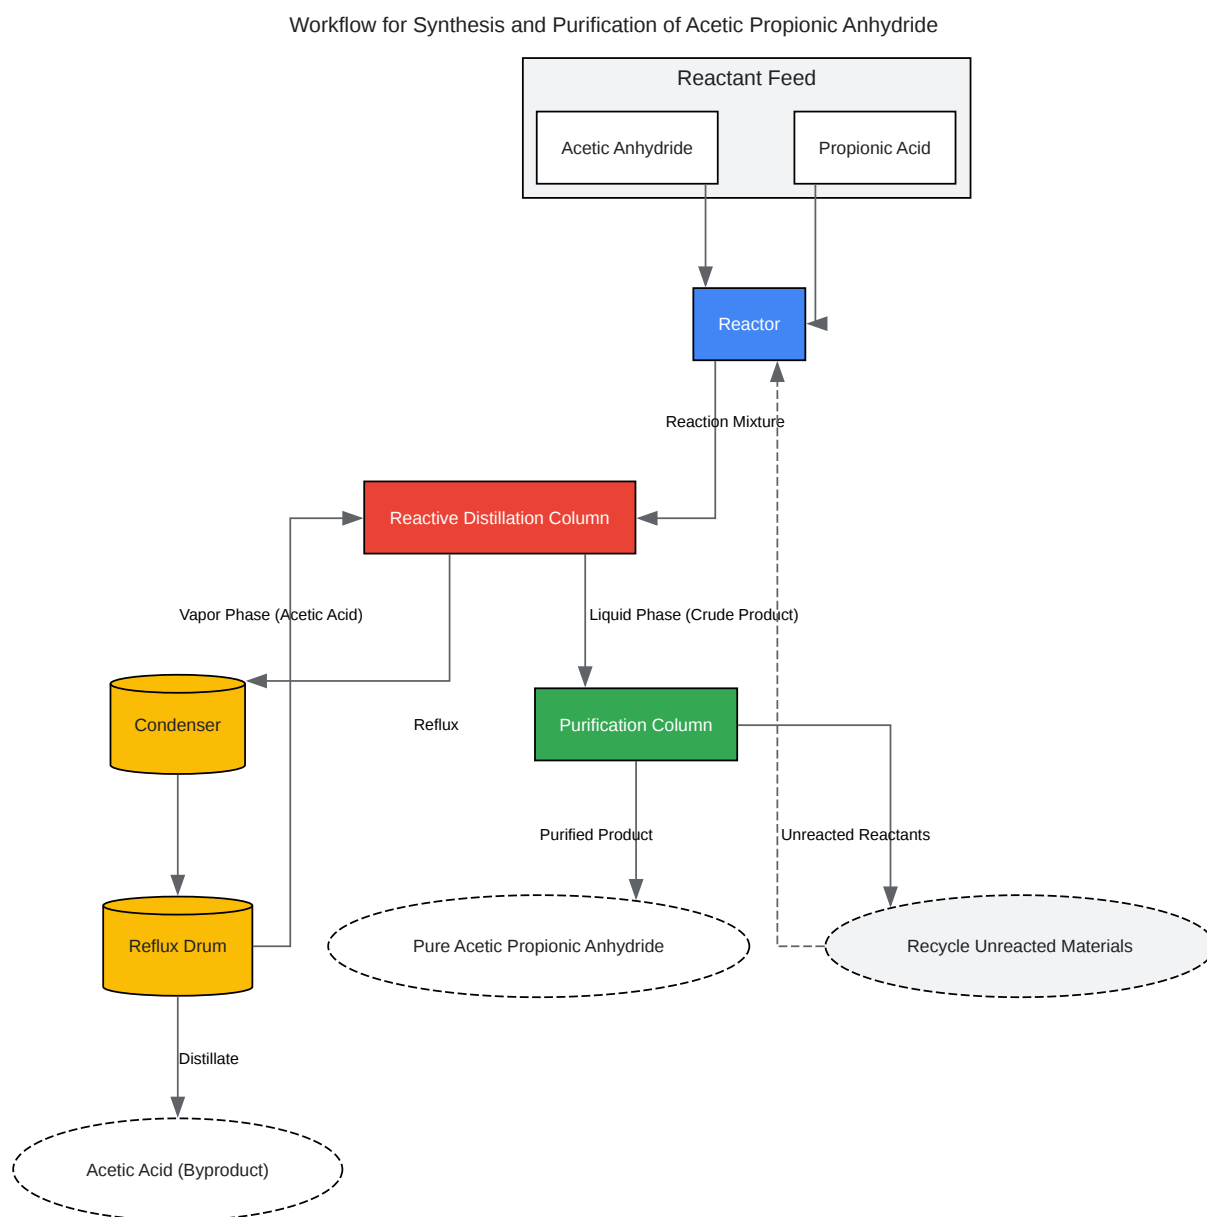 Workflow for Synthesis and Purification of Acetic Propionic Anhydride
Reactant Feed
Acetic Anhydride
Propionic Acid
Reactor
Reaction Mixture
Reactive Distillation Column
Vapor Phase (Acetic Acid)
Liquid Phase (Crude Product)
Condenser
Reflux
Purification Column
Purified Product
Unreacted Reactants
Reflux Drum
Pure Acetic Propionic Anhydride
Recycle Unreacted Materials
Distillate
Acetic Acid (Byproduct)